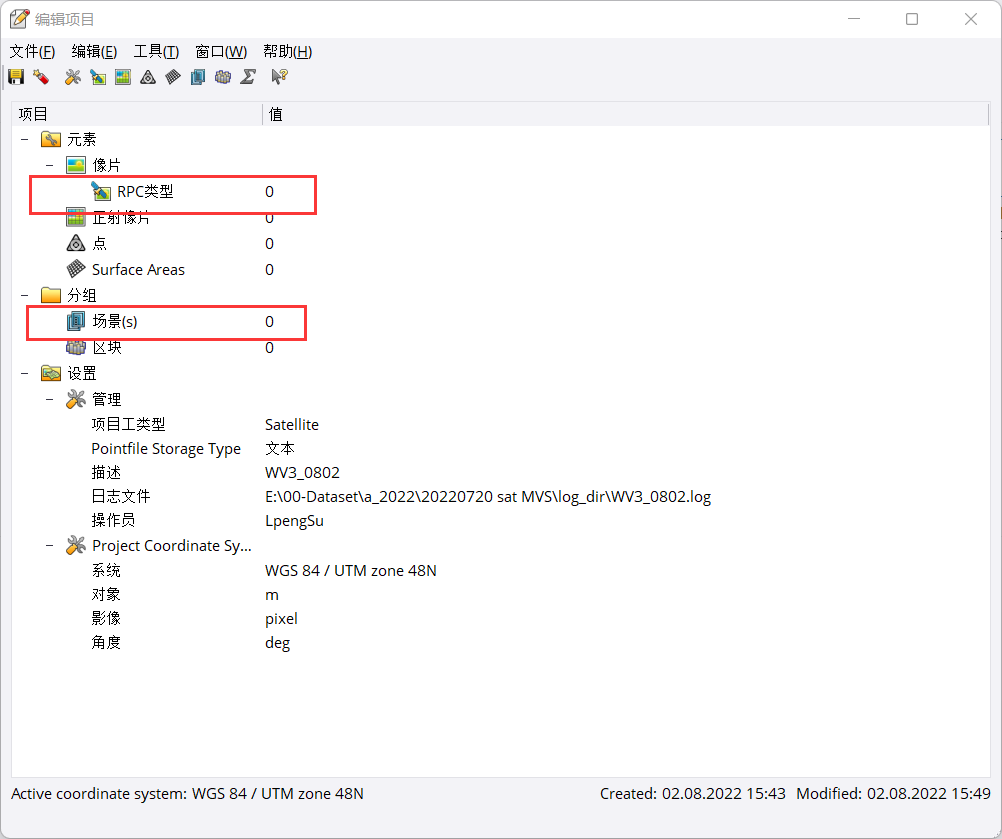 编辑项目
文件(F) 编辑(E) 工具(T) 窗口(W) 帮助(H)
项目 值
元素
像片
RPC类型 0
正射像片 0
点 0
Surface Areas 0
分组
场景(s) 0
区块 0
设置
管理
项目工类型 Satellite
Pointfile Storage Type 文本
描述 WV3_0802
日志文件 E:\00-Dataset\a_2022\20220720 sat MVS\log_dir\WV3_0802.log
操作员 LpengSu
Project Coordinate Sy...
系统 WGS 84 / UTM zone 48N
对象 m
影像 pixel
角度 deg
Active coordinate system: WGS 84 / UTM zone 48N Created: 02.08.2022 15:43 Modified: 02.08.2022 15:49